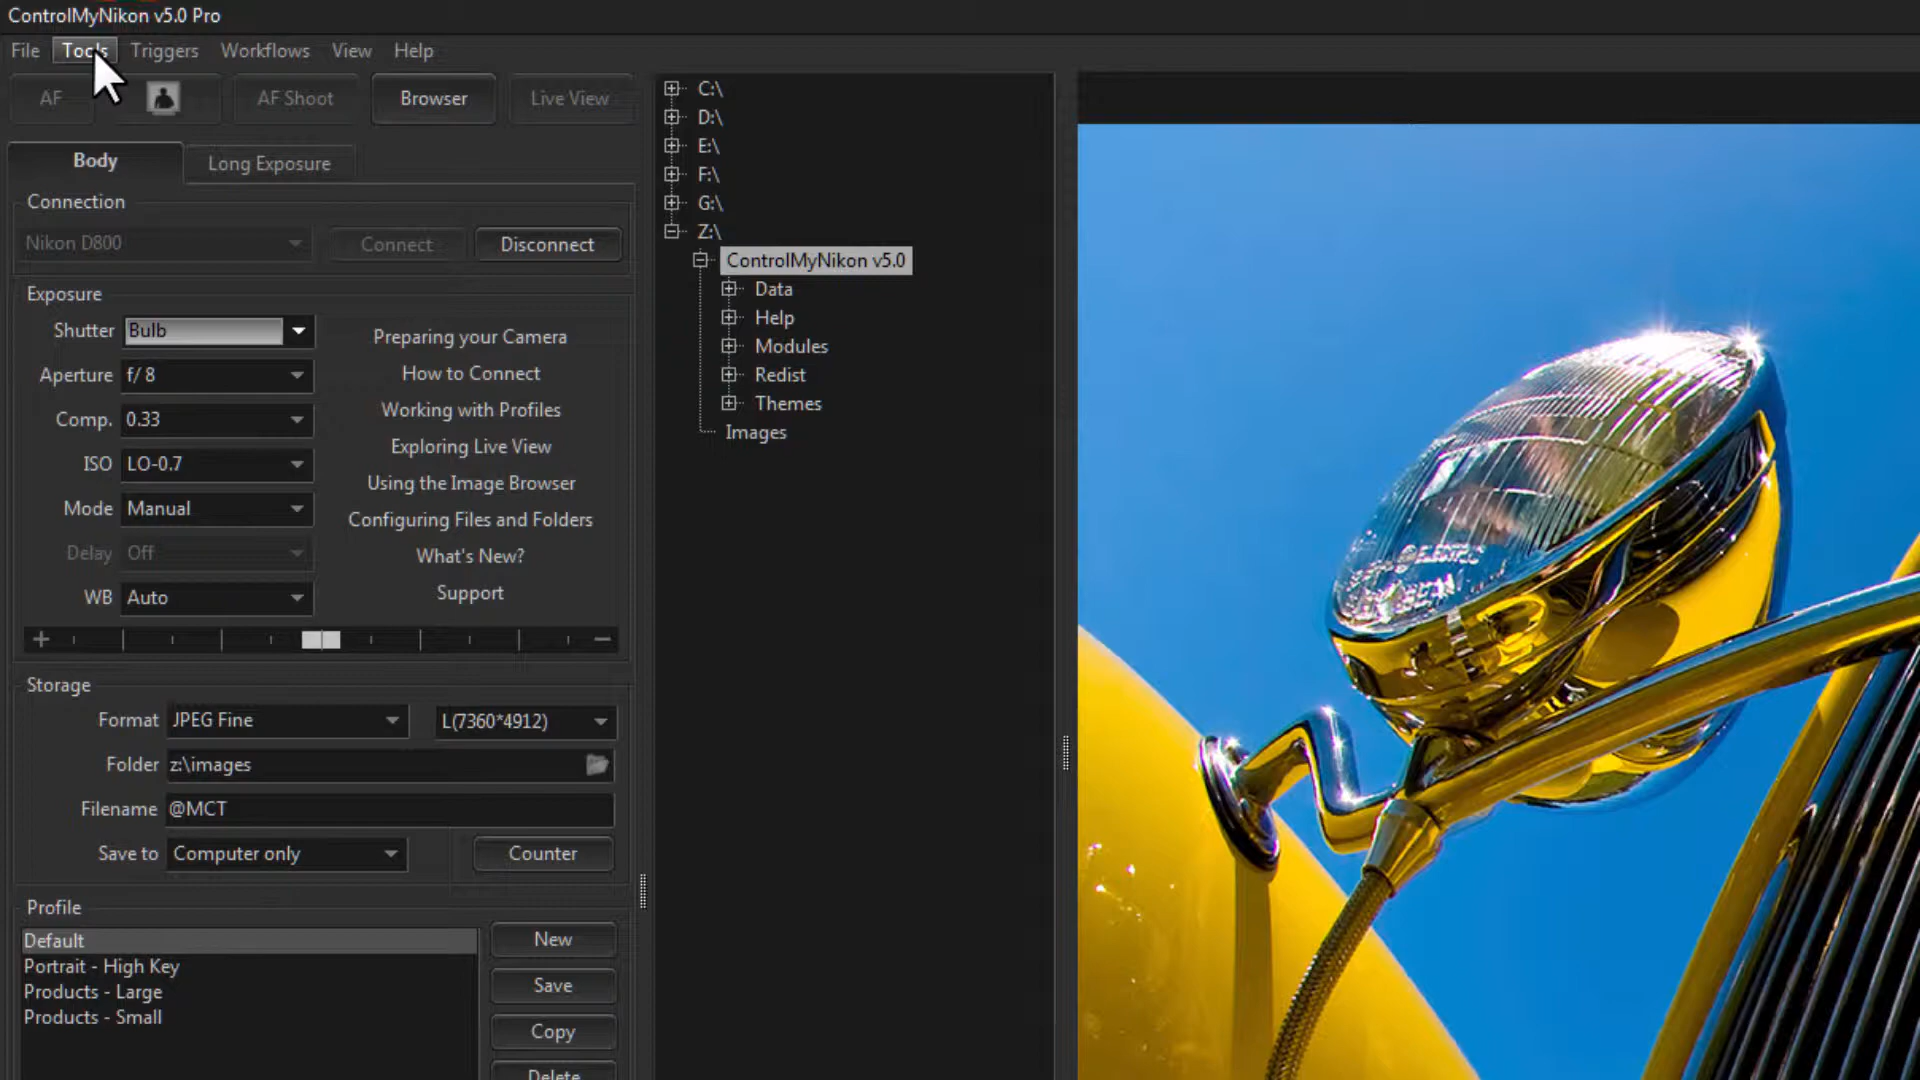 ControlMyNikon v5.0 Pro
File Tools Triggers Workflows View Help
AF AF Shoot Browser Live View
Body Long Exposure
Connection
Nikon D800 Connect Disconnect
Exposure
Shutter Bulb
Aperture f/ 8
Comp. 0.33
ISO LO-0.7
Mode Manual
Delay Off
WB Auto
Preparing your Camera
How to Connect
Working with Profiles
Exploring Live View
Using the Image Browser
Configuring Files and Folders
What's New?
Support
Storage
Format JPEG Fine L(7360*4912)
Folder z:\images
Filename @MCT
Save to Computer only Counter
Profile
Default
Portrait - High Key
Products - Large
Products - Small
New
Save
Copy
Delete
C:\
D:\
E:\
F:\
G:\
Z:\
ControlMyNikon v5.0
Data
Help
Modules
Redist
Themes
Images